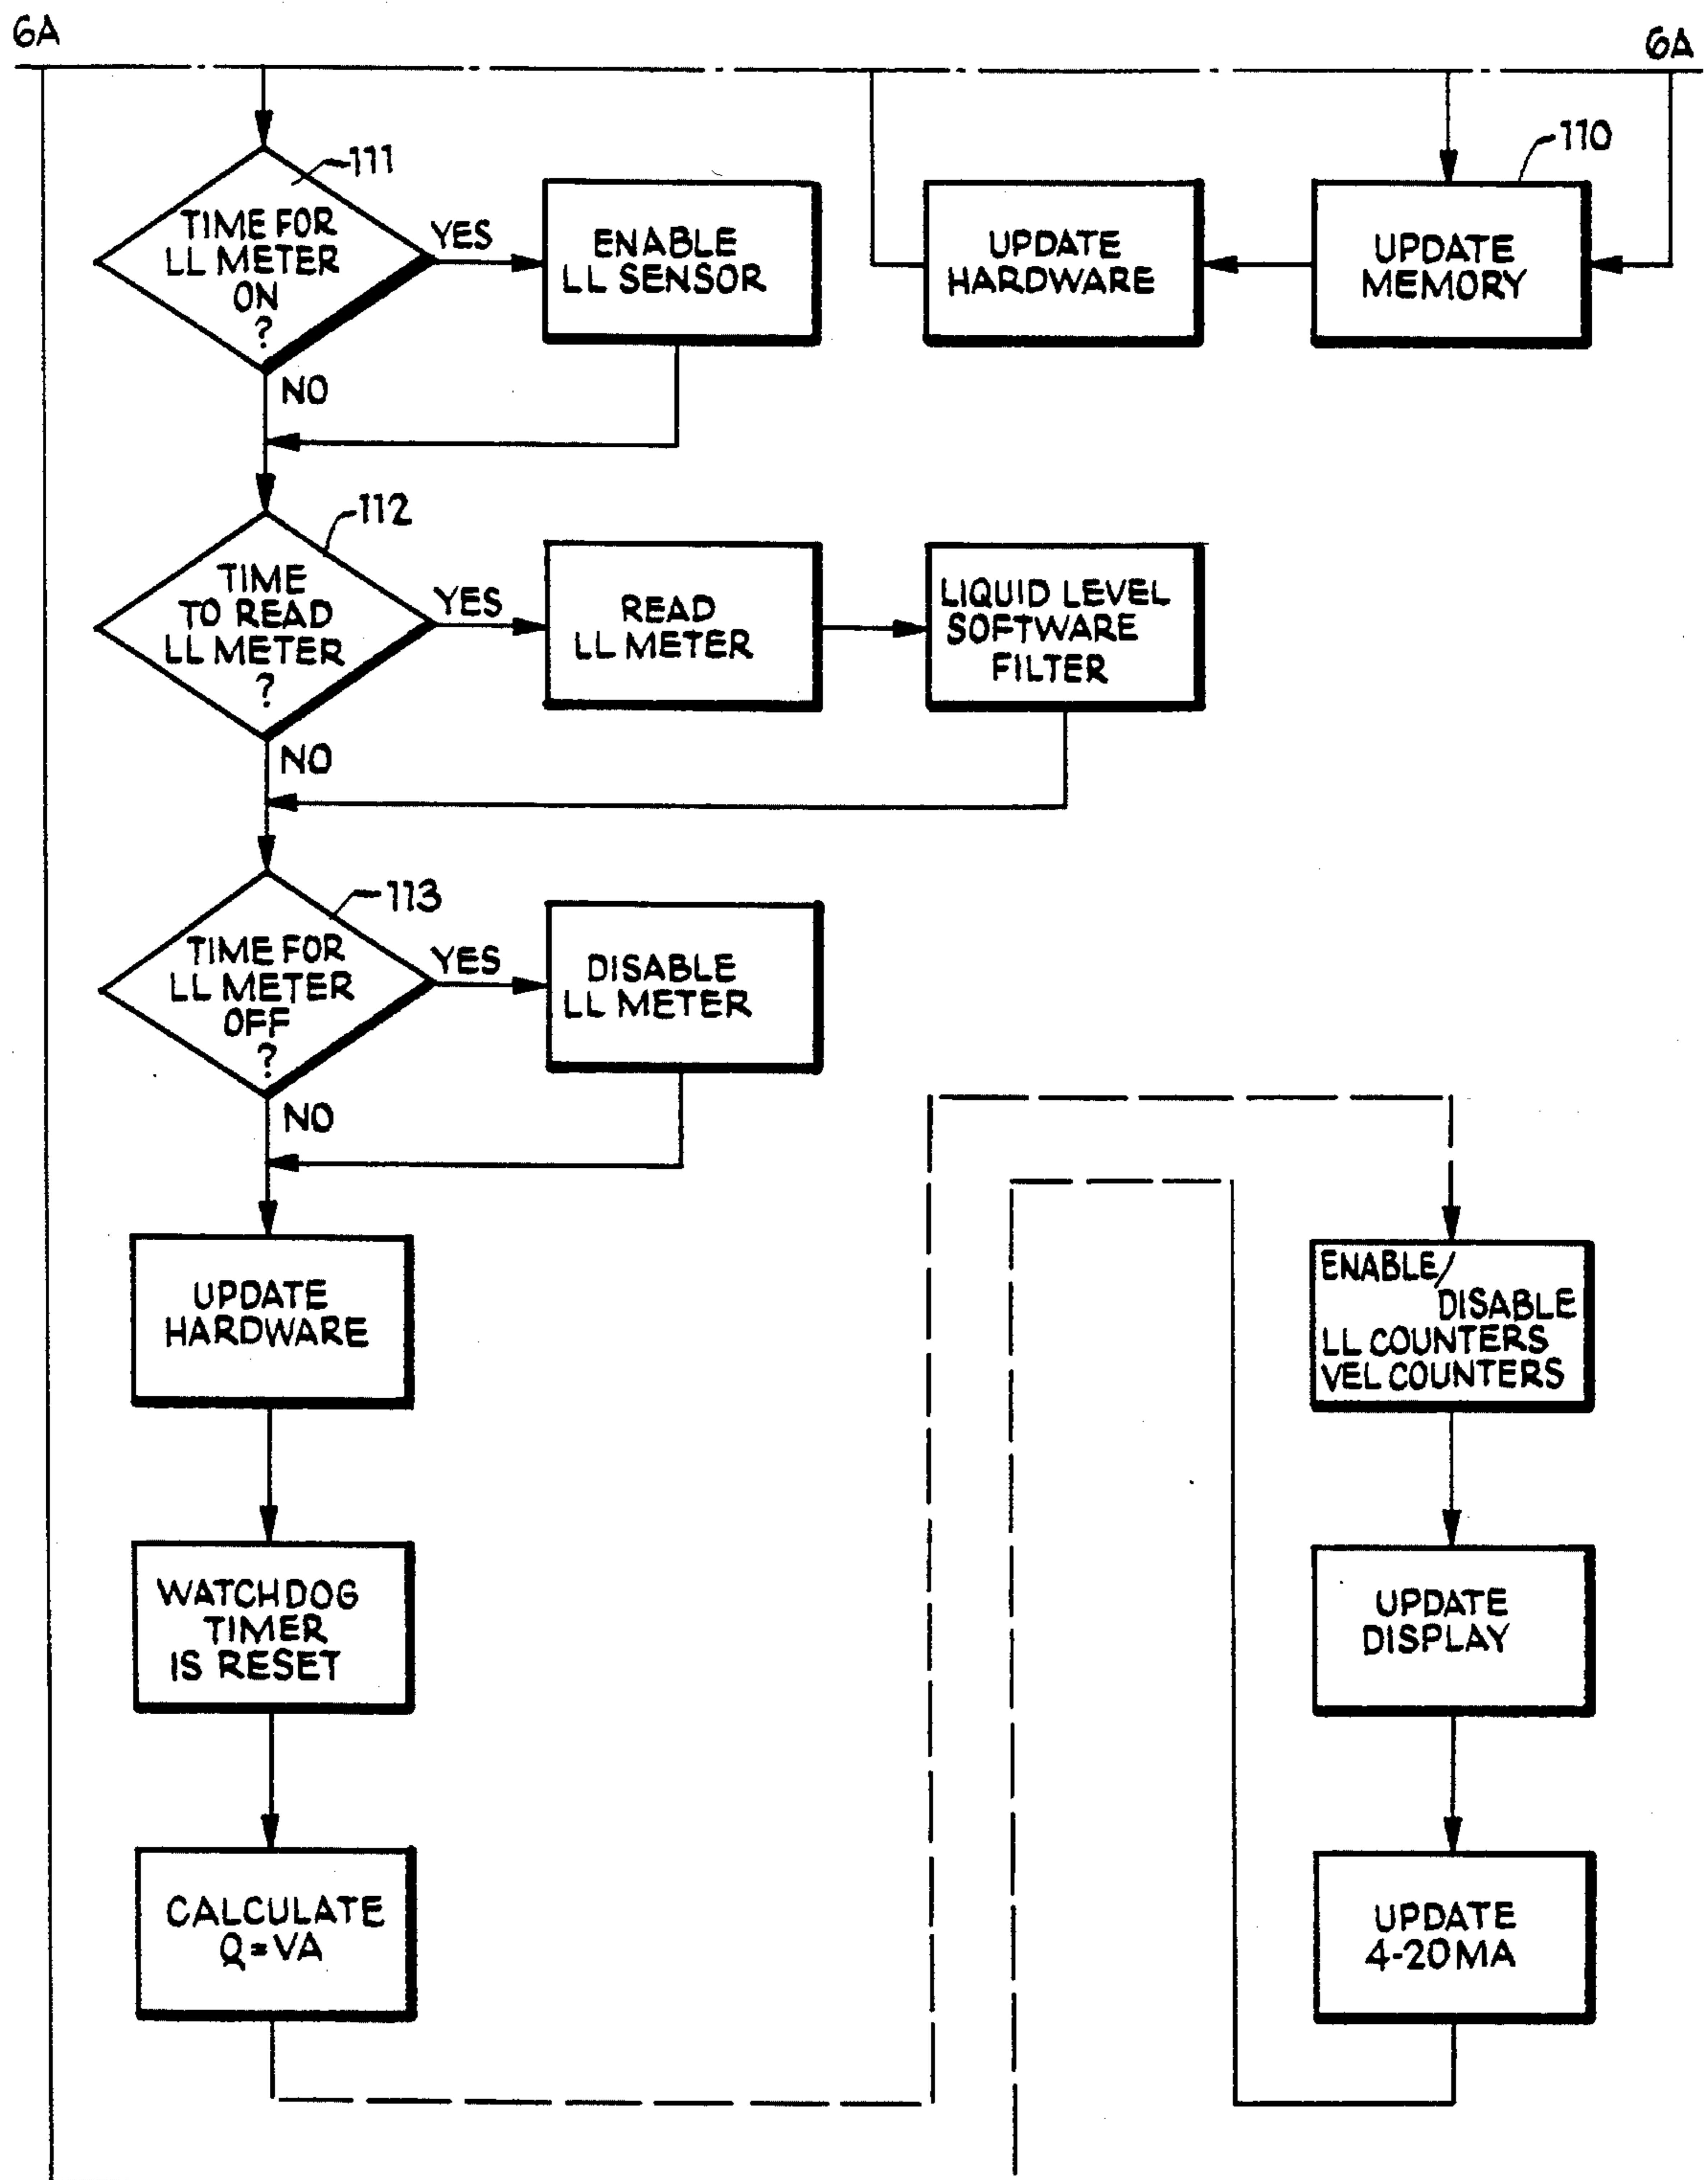 6A
6A
111
TIME FOR
LL METER
ON
?
YES
NO
ENABLE
LL SENSOR
UPDATE
HARDWARE
110
UPDATE
MEMORY
112
TIME
TO READ
LL METER
?
YES
NO
READ
LL METER
LIQUID LEVEL
SOFTWARE
FILTER
113
TIME FOR
LL METER
OFF
?
YES
NO
DISABLE
LL METER
UPDATE
HARDWARE
WATCHDOG
TIMER
IS RESET
CALCULATE
Q=VA
ENABLE/
DISABLE
LL COUNTERS
VEL COUNTERS
UPDATE
DISPLAY
UPDATE
4-20MA